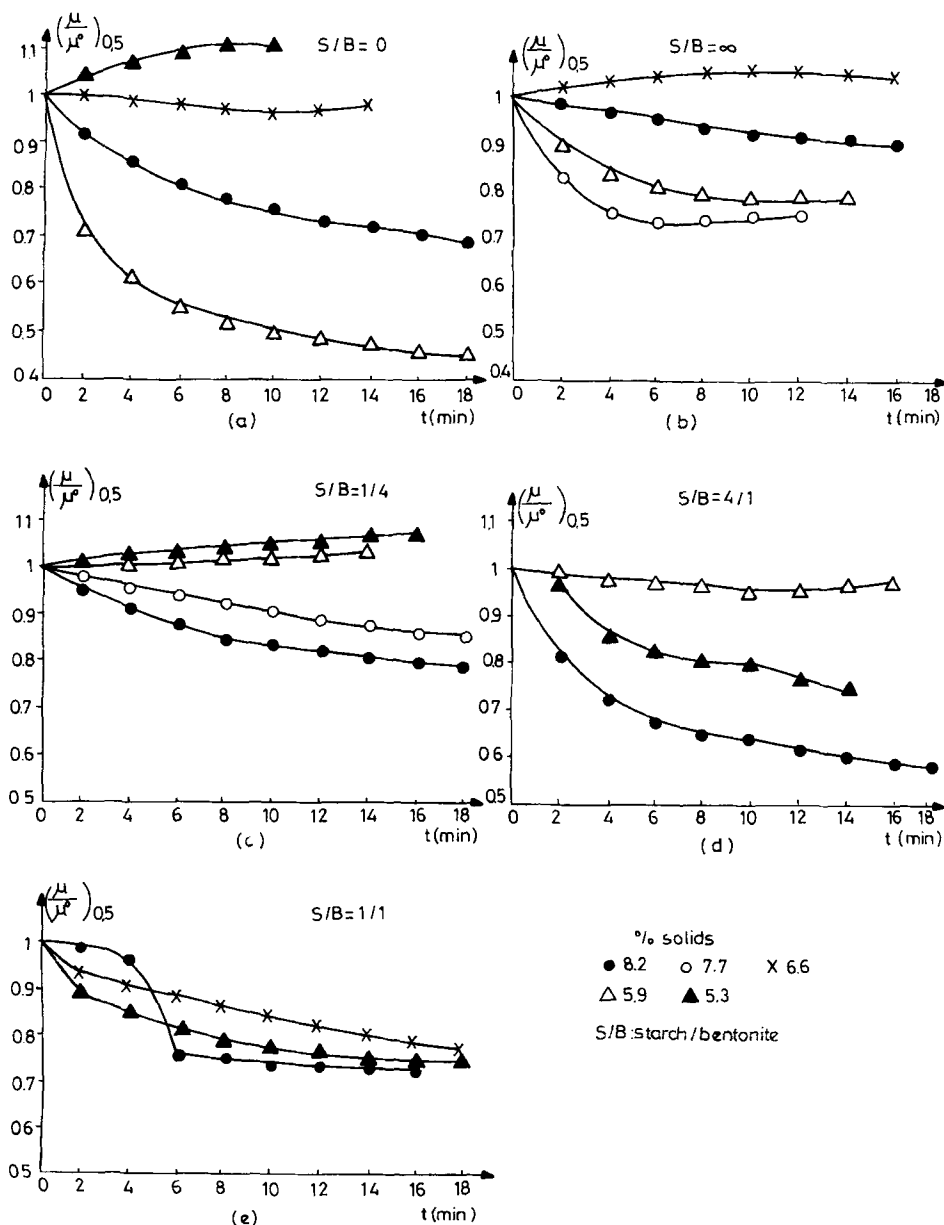 (μ/μ°)0,5
S/B=0
1,1
1
0.9
0.8
0.7
0.6
0.5
0.4
0 2 4 6 8 10 12 14 16 18
(a) t(min)
(μ/μ°)0,5
S/B=∞
1.1
1
0.9
0.8
0.7
0.6
0.5
0.4
0 2 4 6 8 10 12 14 16 18
(b) t(min)
(μ/μ°)0,5
S/B=1/4
1.1
1
0.9
0.8
0.7
0.6
0.5
0 2 4 6 8 10 12 14 16 18
(c) t(min)
(μ/μ°)0,5
S/B=4/1
1.1
1
0.9
0.8
0.7
0.6
0.5
0 2 4 6 8 10 12 14 16 18
(d) t(min)
(μ/μ°)0,5
S/B=1/1
1
0.9
0.8
0.7
0.6
0.5
0 2 4 6 8 10 12 14 16 18
(e) t(min)
% solids
● 8.2 ○ 7.7 X 6.6
△ 5.9 ▲ 5.3
S/B:starch/bentonite